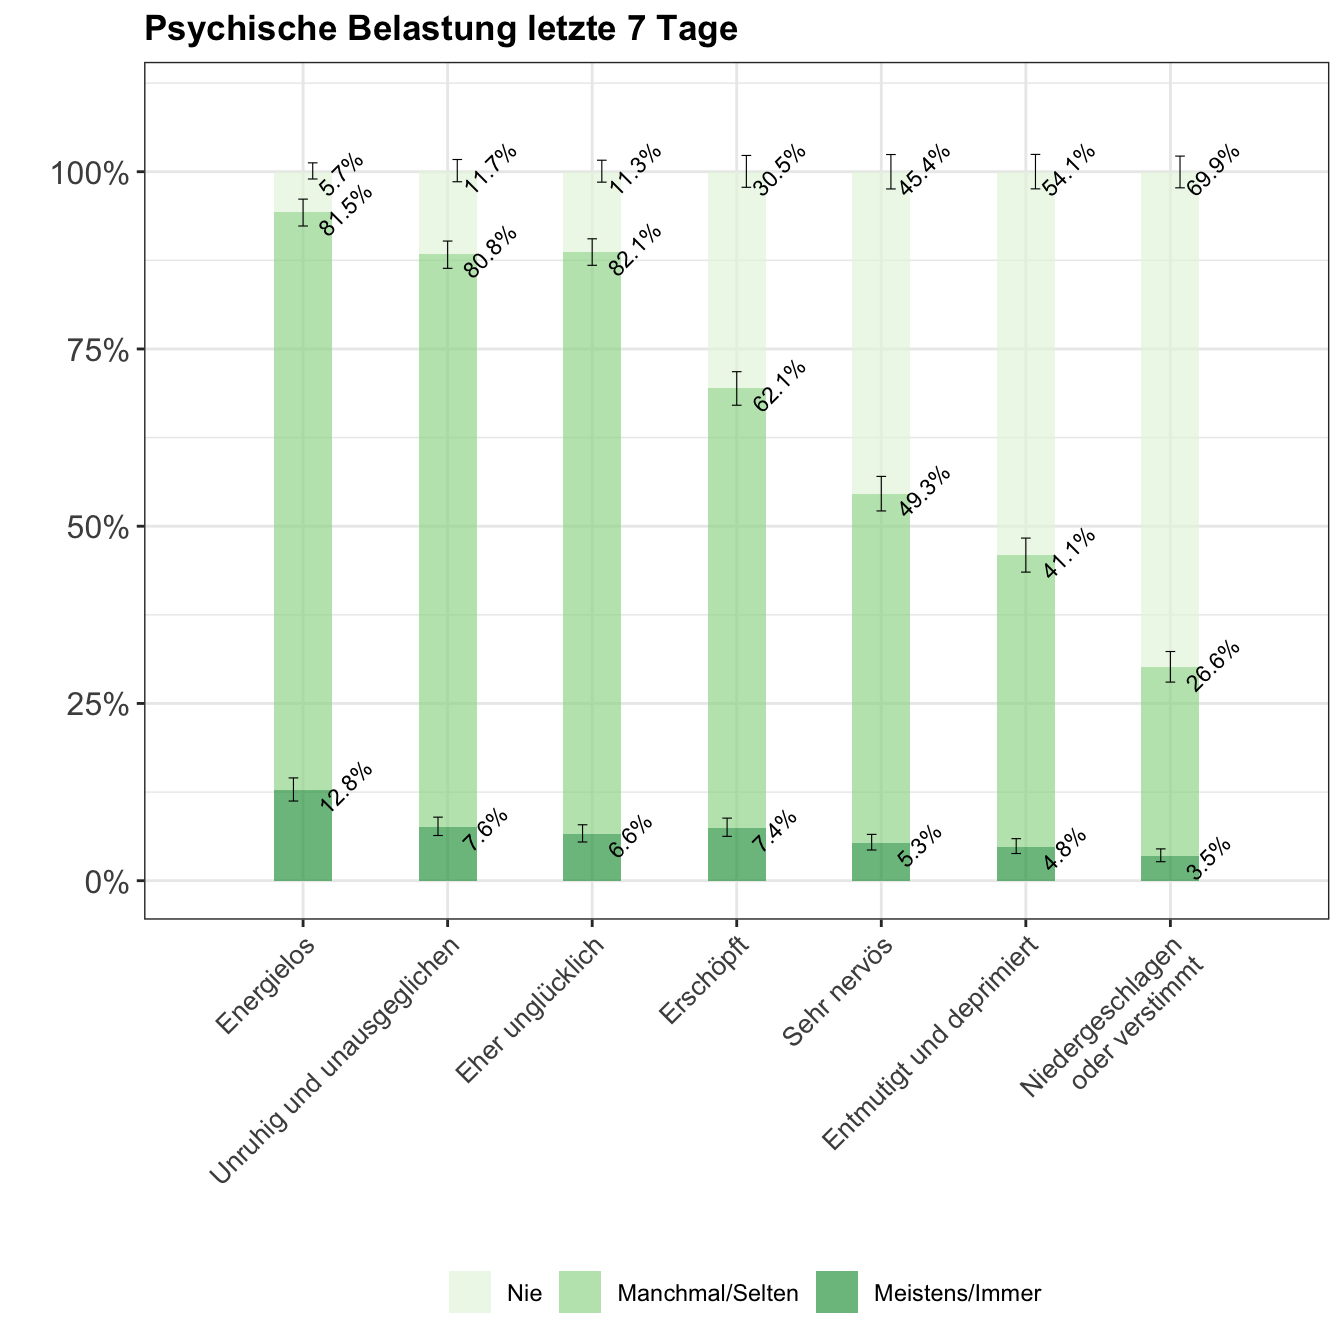 Psychische Belastung letzte 7 Tage
100%
75%
50%
25%
0%
5.7%
11.7%
11.3%
30.5%
45.4%
54.1%
69.9%
81.5%
80.8%
82.1%
62.1%
49.3%
41.1%
26.6%
12.8%
7.6%
6.6%
7.4%
5.3%
4.8%
3.5%
Energielos
Unruhig und unausgeglichen
Eher unglücklich
Erschöpft
Sehr nervös
Entmutigt und deprimiert
Niedergeschlagen
oder verstimmt
Nie
Manchmal/Selten
Meistens/Immer